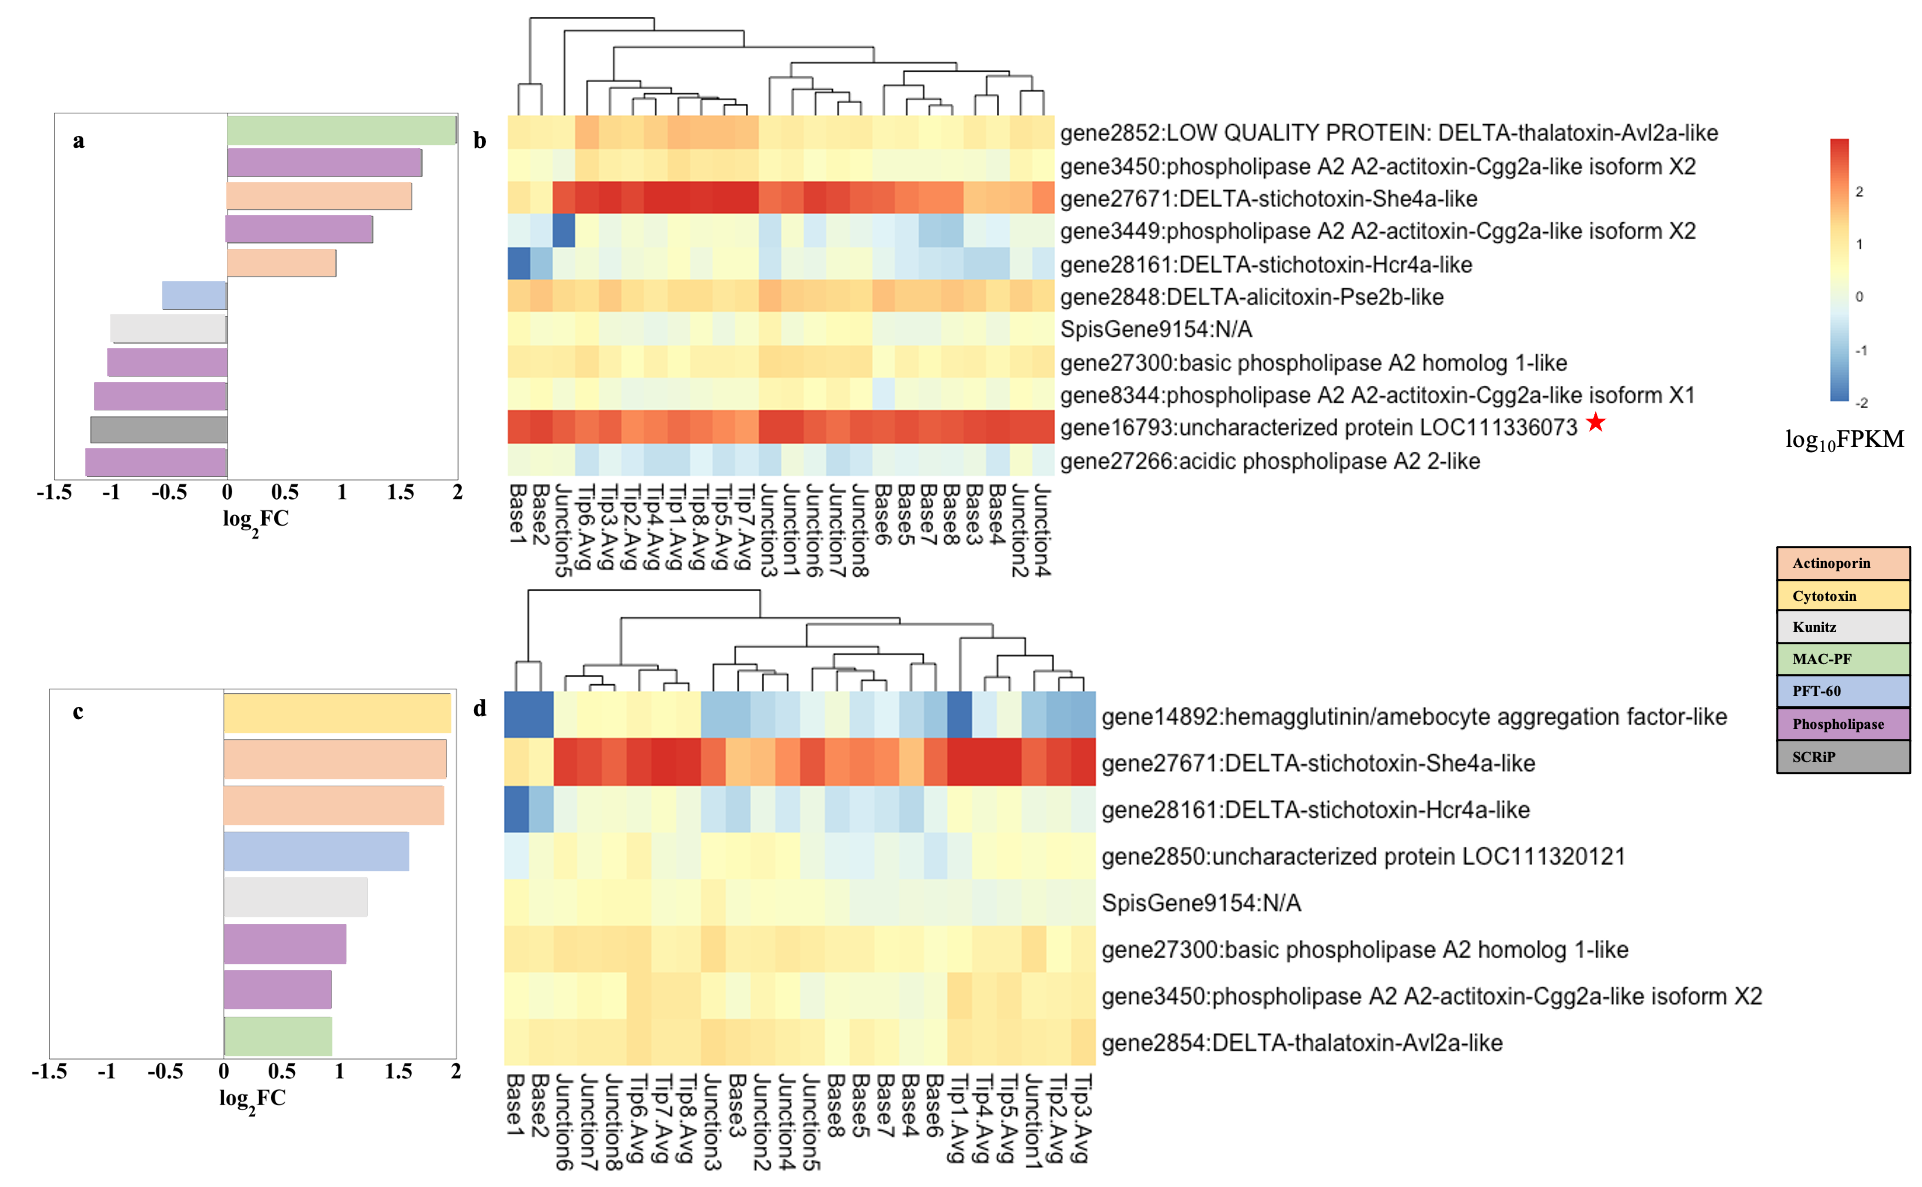 a
-1.5 -1 -0.5 0 0.5 1 1.5 2
log2FC
b
gene2852:LOW QUALITY PROTEIN: DELTA-thalatoxin-Avl2a-like
gene3450:phospholipase A2 A2-actitoxin-Cgg2a-like isoform X2
gene27671:DELTA-stichotoxin-She4a-like
gene3449:phospholipase A2 A2-actitoxin-Cgg2a-like isoform X2
gene28161:DELTA-stichotoxin-Hcr4a-like
gene2848:DELTA-alicitoxin-Pse2b-like
SpisGene9154:N/A
gene27300:basic phospholipase A2 homolog 1-like
gene8344:phospholipase A2 A2-actitoxin-Cgg2a-like isoform X1
gene16793:uncharacterized protein LOC111336073
gene27266:acidic phospholipase A2 2-like
Base1
Base2
Junction5
Tip6.Avg
Tip3.Avg
Tip2.Avg
Tip4.Avg
Tip1.Avg
Tip8.Avg
Tip5.Avg
Tip7.Avg
Junction3
Junction1
Junction6
Junction7
Junction8
Base6
Base5
Base7
Base8
Base3
Base4
Junction2
Junction4
2
1
0
-1
-2
log10FPKM
Actinoporin
Cytotoxin
Kunitz
MAC-PF
PFT-60
Phospholipase
SCRiP
c
-1.5 -1 -0.5 0 0.5 1 1.5 2
log2FC
d
gene14892:hemagglutinin/amebocyte aggregation factor-like
gene27671:DELTA-stichotoxin-She4a-like
gene28161:DELTA-stichotoxin-Hcr4a-like
gene2850:uncharacterized protein LOC111320121
SpisGene9154:N/A
gene27300:basic phospholipase A2 homolog 1-like
gene3450:phospholipase A2 A2-actitoxin-Cgg2a-like isoform X2
gene2854:DELTA-thalatoxin-Avl2a-like
Base1
Base2
Junction6
Junction7
Junction8
Tip6.Avg
Tip7.Avg
Tip8.Avg
Junction3
Base3
Junction2
Junction4
Junction5
Base8
Base5
Base7
Base4
Base6
Tip1.Avg
Tip4.Avg
Tip5.Avg
Junction1
Tip2.Avg
Tip3.Avg